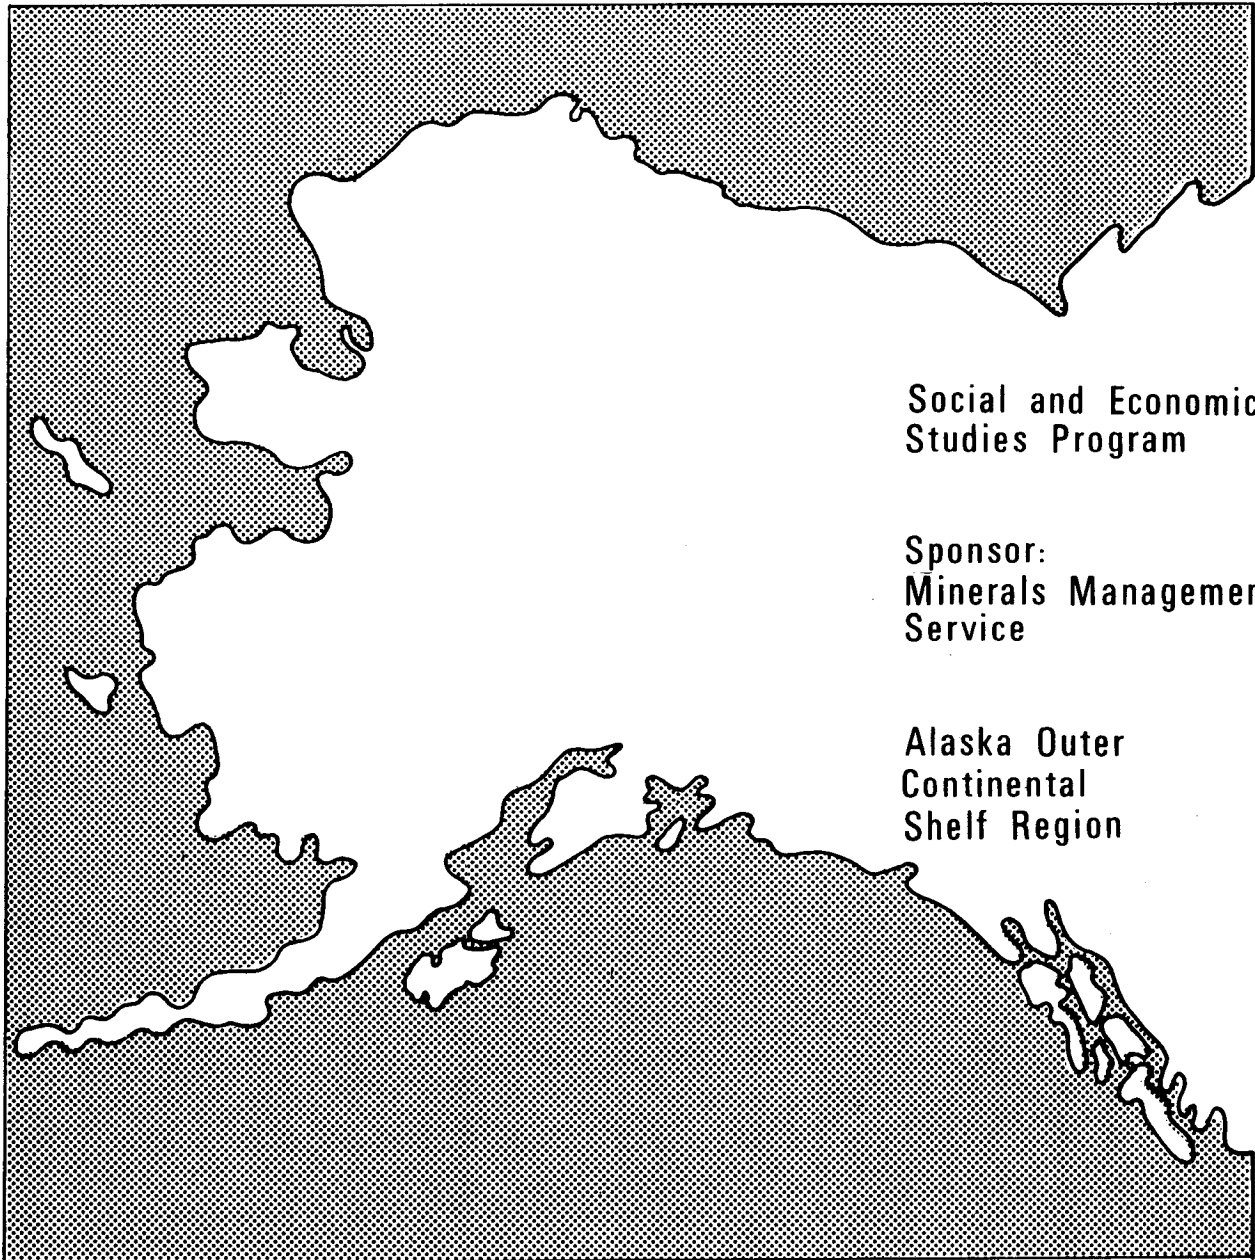 Social and Economic
Studies Program
Sponsor:
Minerals Managemen
Service
Alaska Outer
Continental
Shelf Region